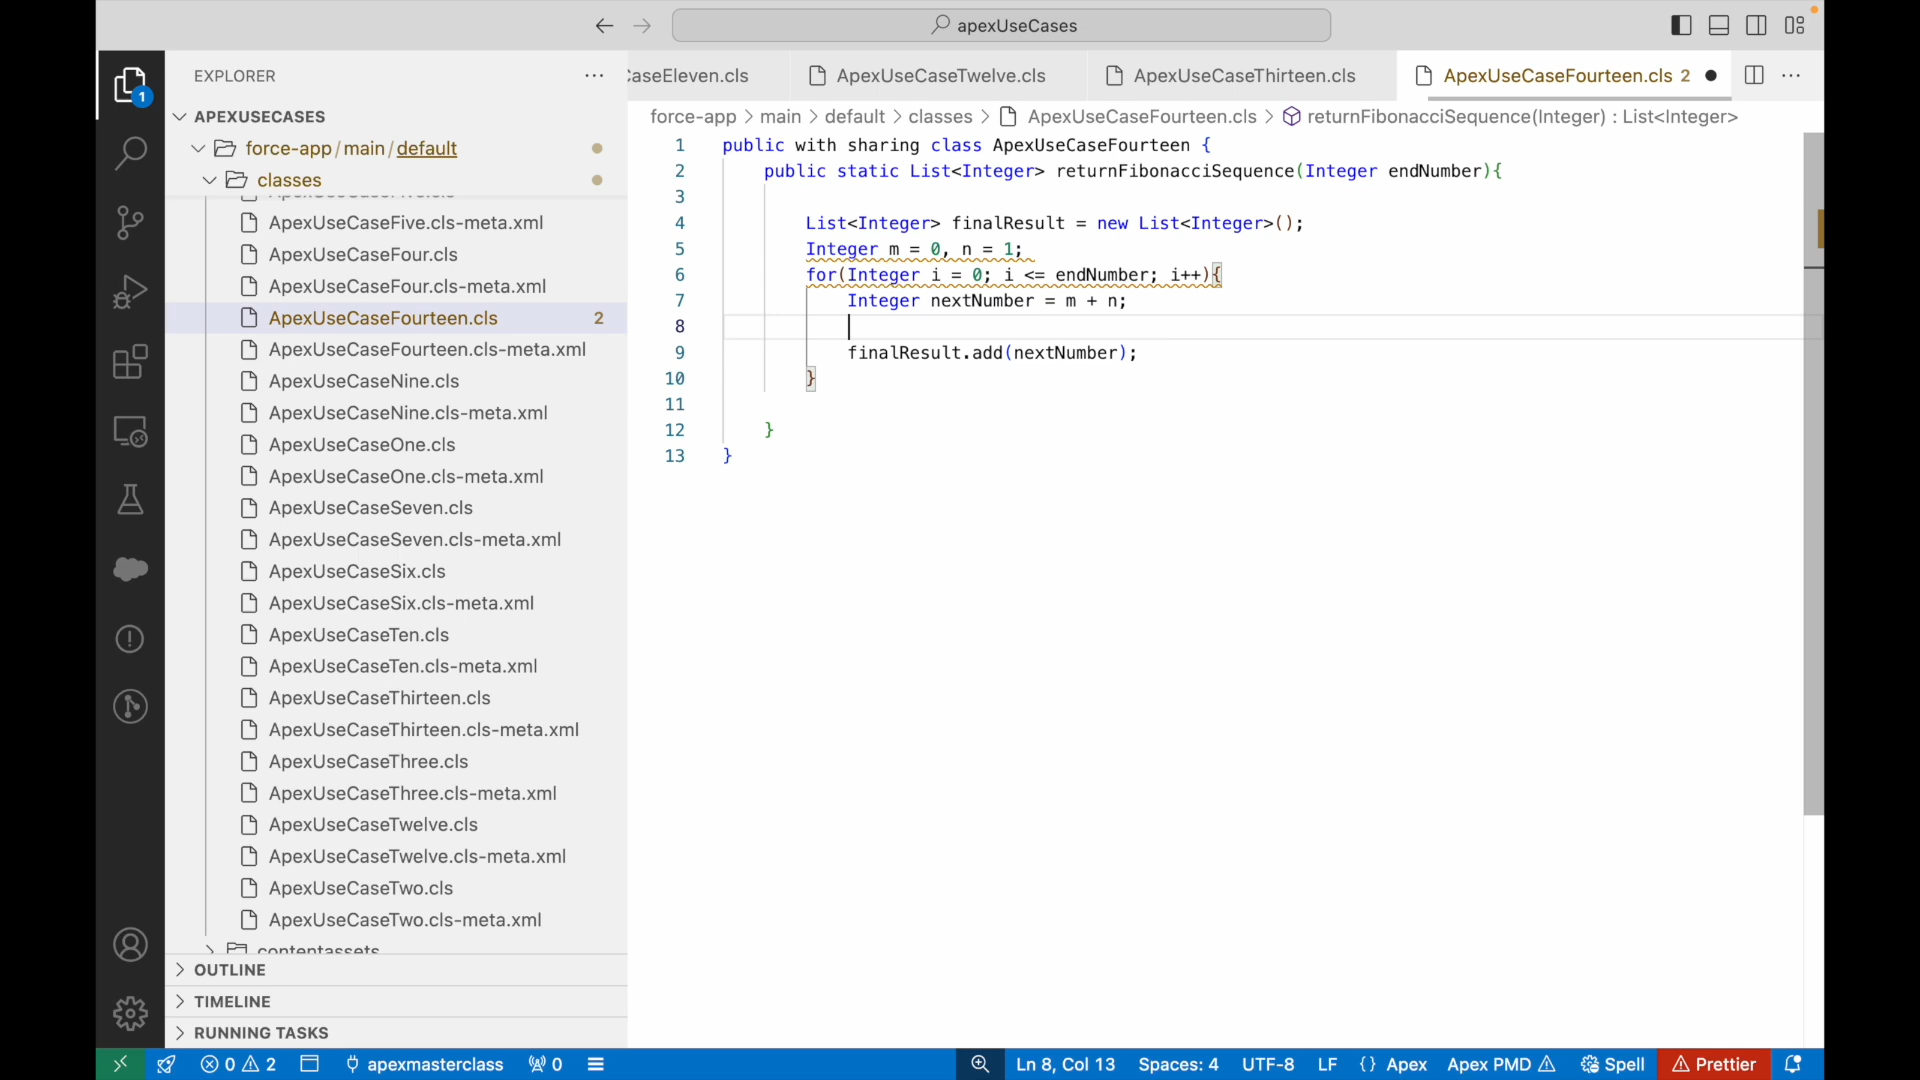 apexUseCases
EXPLORER
APEXUSECASES
force-app/main/default
classes
ApexUseCaseFive.cls-meta.xml
ApexUseCaseFour.cls
ApexUseCaseFour.cls-meta.xml
ApexUseCaseFourteen.cls 2
ApexUseCaseFourteen.cls-meta.xml
ApexUseCaseNine.cls
ApexUseCaseNine.cls-meta.xml
ApexUseCaseOne.cls
ApexUseCaseOne.cls-meta.xml
ApexUseCaseSeven.cls
ApexUseCaseSeven.cls-meta.xml
ApexUseCaseSix.cls
ApexUseCaseSix.cls-meta.xml
ApexUseCaseTen.cls
ApexUseCaseTen.cls-meta.xml
ApexUseCaseThirteen.cls
ApexUseCaseThirteen.cls-meta.xml
ApexUseCaseThree.cls
ApexUseCaseThree.cls-meta.xml
ApexUseCaseTwelve.cls
ApexUseCaseTwelve.cls-meta.xml
ApexUseCaseTwo.cls
ApexUseCaseTwo.cls-meta.xml
contentassets
OUTLINE
TIMELINE
RUNNING TASKS
1
CaseEleven.cls ApexUseCaseTwelve.cls ApexUseCaseThirteen.cls ApexUseCaseFourteen.cls 2
force-app > main > default > classes > ApexUseCaseFourteen.cls > returnFibonacciSequence(Integer) : List<Integer>
1 public with sharing class ApexUseCaseFourteen {
2 public static List<Integer> returnFibonacciSequence(Integer endNumber){
3
4 List<Integer> finalResult = new List<Integer>();
5 Integer m = 0, n = 1;
6 for(Integer i = 0; i <= endNumber; i++){
7 Integer nextNumber = m + n;
8
9 finalResult.add(nextNumber);
10 }
11
12 }
13 }
0 2 apexmasterclass 0 Ln 8, Col 13 Spaces: 4 UTF-8 LF {} Apex Apex PMD Spell Prettier